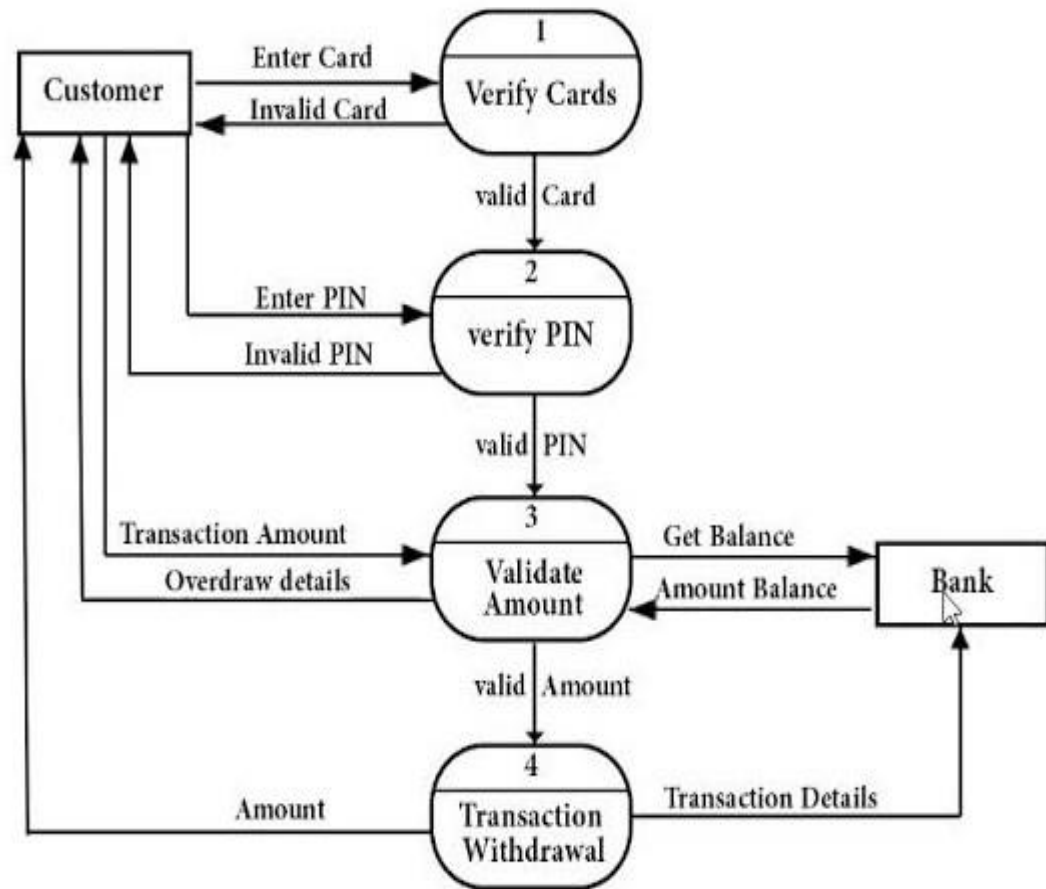 1
Customer
Enter Card
Verify Cards
Invalid Card
valid Card
2
Enter PIN
verify PIN
Invalid PIN
valid PIN
3
Transaction Amount
Get Balance
Overdraw details
Validate
Amount
Amount Balance
Bank
valid Amount
4
Amount
Transaction
Withdrawal
Transaction Details